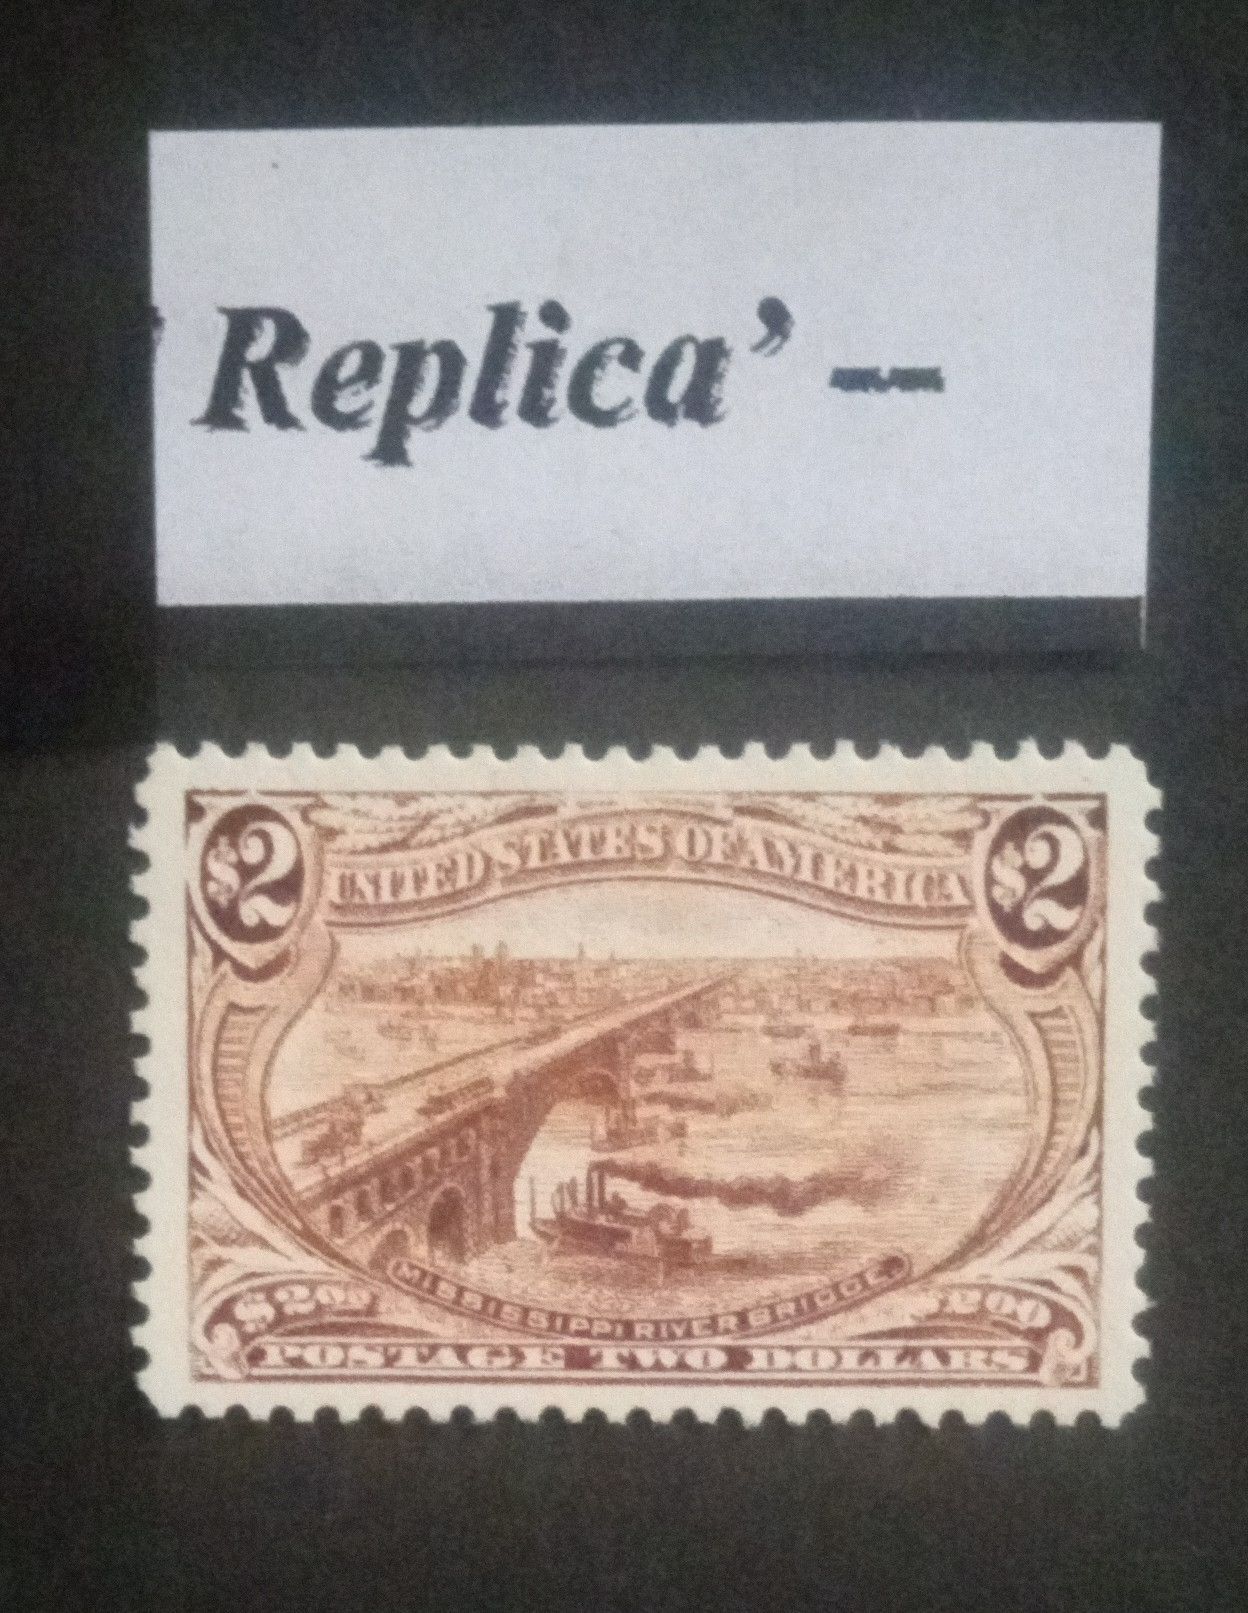 ' Replica' –
$2 UNITED STATES OF AMERICA $2
MISSISSIPPI RIVER BRIDGE.
$2.00 $2.00
POSTAGE TWO DOLLARS